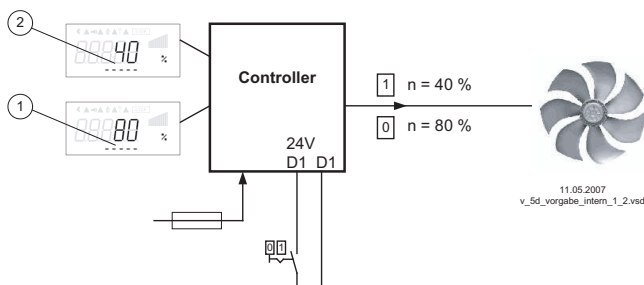 2
40
%
1
80
%
Controller
24V
D1 D1
1 n = 40 %
0 n = 80 %
0 1
11.05.2007
v_5d_vorgabe_intern_1_2.vsd